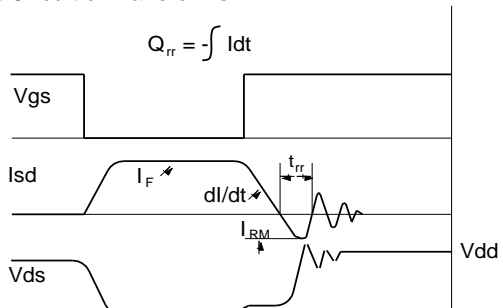 Qrr = -∫ Idt
Vgs
Isd
IF
dI/dt
trr
IRM
Vds
Vdd